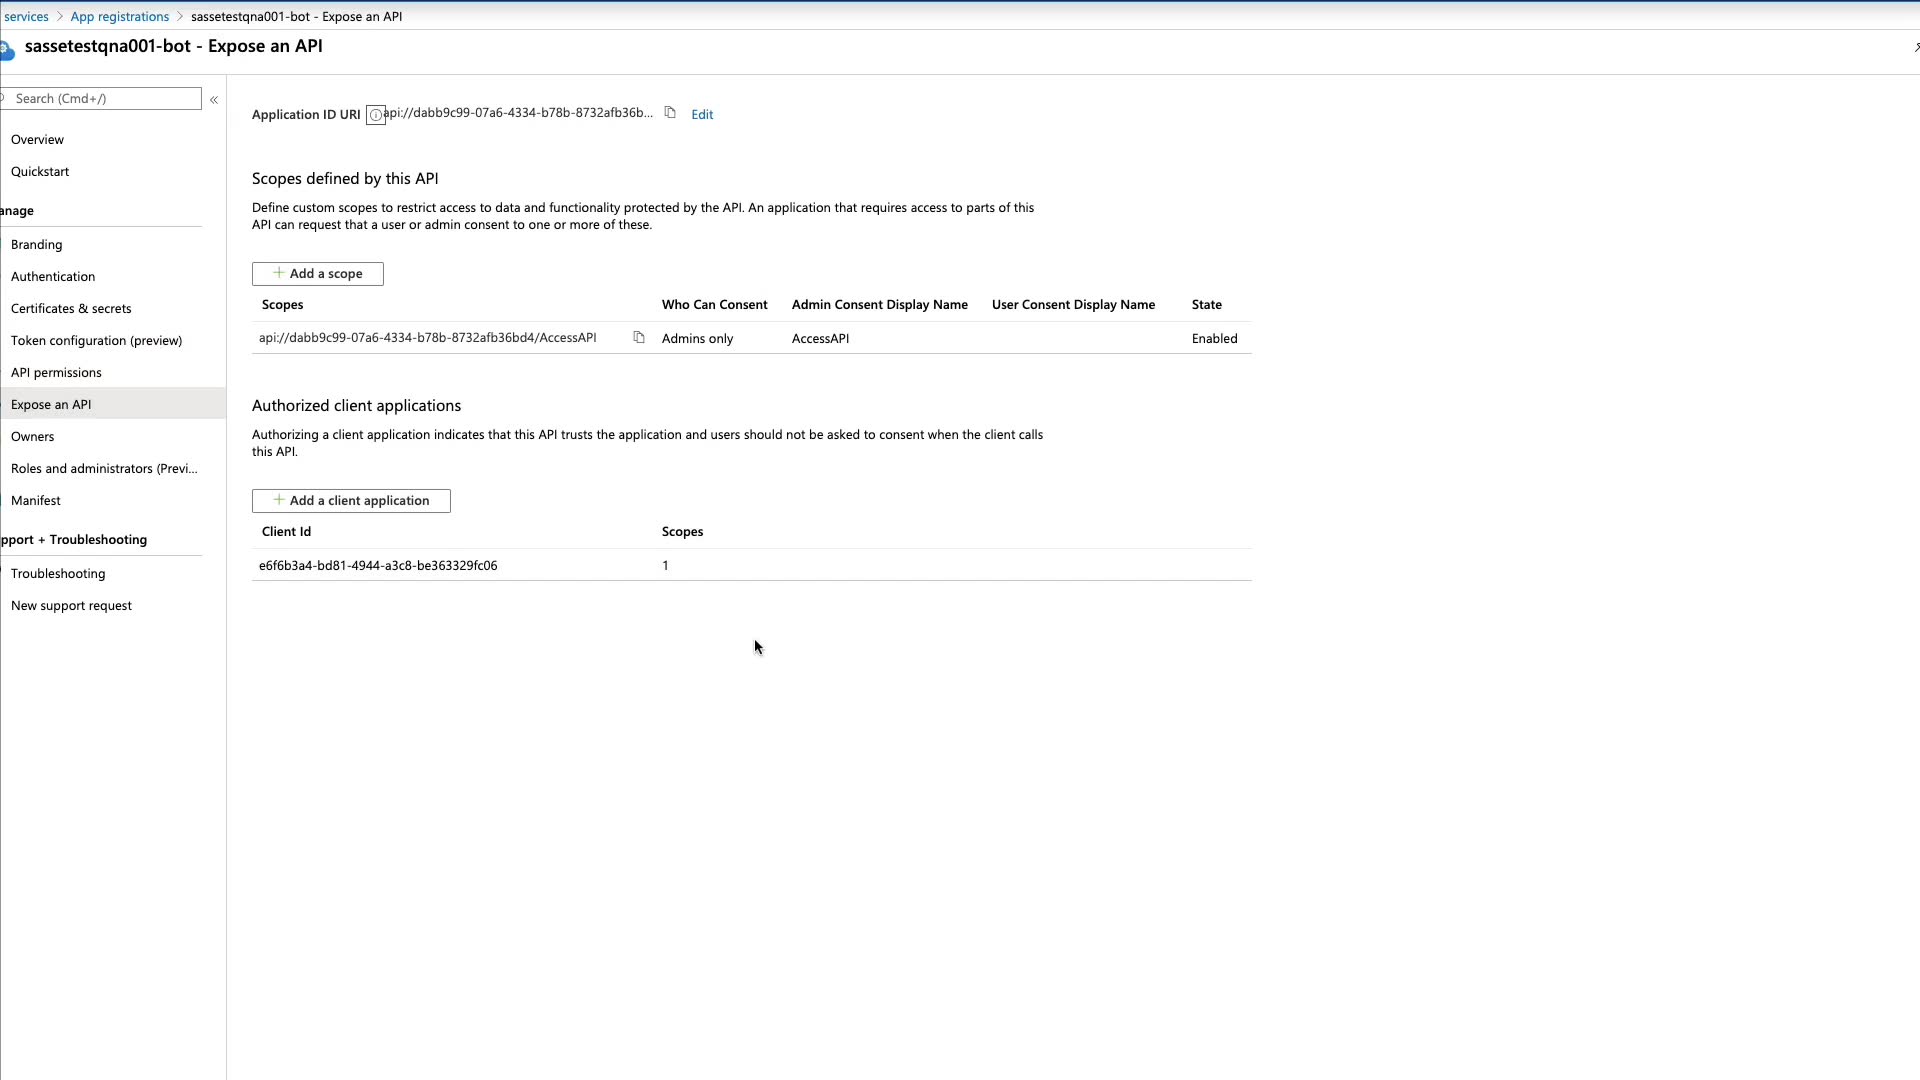 services > App registrations > sassetestqna001-bot - Expose an API
sassetestqna001-bot - Expose an API
Search (Cmd+/)
«
Overview
Quickstart
anage
Branding
Authentication
Certificates & secrets
Token configuration (preview)
API permissions
Expose an API
Owners
Roles and administrators (Previ...
Manifest
pport + Troubleshooting
Troubleshooting
New support request
Application ID URI api://dabb9c99-07a6-4334-b78b-8732afb36b... Edit
Scopes defined by this API
Define custom scopes to restrict access to data and functionality protected by the API. An application that requires access to parts of this
API can request that a user or admin consent to one or more of these.
+ Add a scope
Scopes Who Can Consent Admin Consent Display Name User Consent Display Name State
api://dabb9c99-07a6-4334-b78b-8732afb36bd4/AccessAPI Admins only AccessAPI Enabled
Authorized client applications
Authorizing a client application indicates that this API trusts the application and users should not be asked to consent when the client calls
this API.
+ Add a client application
Client Id Scopes
e6f6b3a4-bd81-4944-a3c8-be363329fc06 1